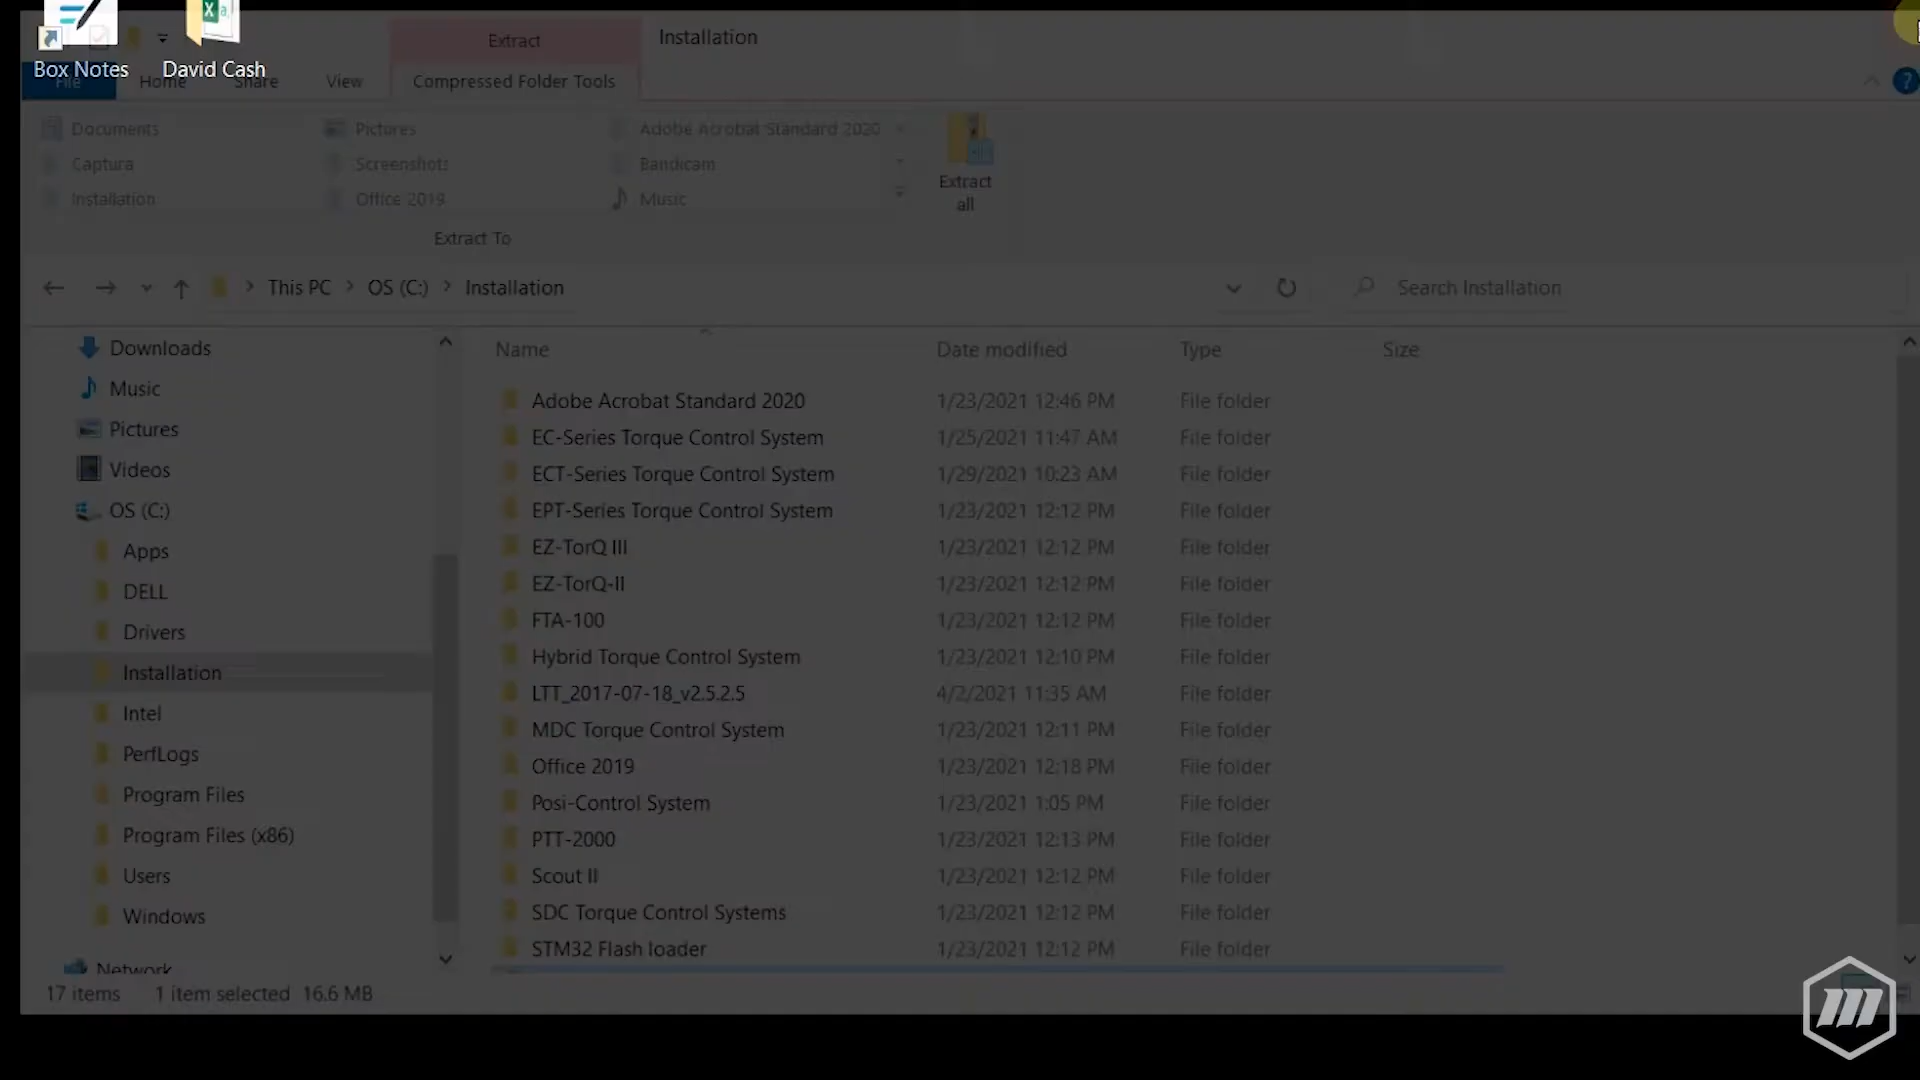 Box Notes
David Cash
Extract
Installation
File
Home
Share
View
Compressed Folder Tools
Documents
Pictures
Adobe Acrobat Standard 2020
Captura
Screenshots
Bandicam
Installation
Office 2019
Music
Extract
all
Extract To
This PC > OS (C:) > Installation
Search Installation
Downloads
Music
Pictures
Videos
OS (C:)
Apps
DELL
Drivers
Installation
Intel
PerfLogs
Program Files
Program Files (x86)
Users
Windows
Network
Name Date modified Type Size
Adobe Acrobat Standard 2020 1/23/2021 12:46 PM File folder
EC-Series Torque Control System 1/25/2021 11:47 AM File folder
ECT-Series Torque Control System 1/29/2021 10:23 AM File folder
EPT-Series Torque Control System 1/23/2021 12:12 PM File folder
EZ-TorQ III 1/23/2021 12:12 PM File folder
EZ-TorQ-II 1/23/2021 12:12 PM File folder
FTA-100 1/23/2021 12:12 PM File folder
Hybrid Torque Control System 1/23/2021 12:10 PM File folder
LTT_2017-07-18_v2.5.2.5 4/2/2021 11:35 AM File folder
MDC Torque Control System 1/23/2021 12:11 PM File folder
Office 2019 1/23/2021 12:18 PM File folder
Posi-Control System 1/23/2021 1:05 PM File folder
PTT-2000 1/23/2021 12:13 PM File folder
Scout II 1/23/2021 12:12 PM File folder
SDC Torque Control Systems 1/23/2021 12:12 PM File folder
STM32 Flash loader 1/23/2021 12:12 PM File folder
17 items 1 item selected 16.6 MB